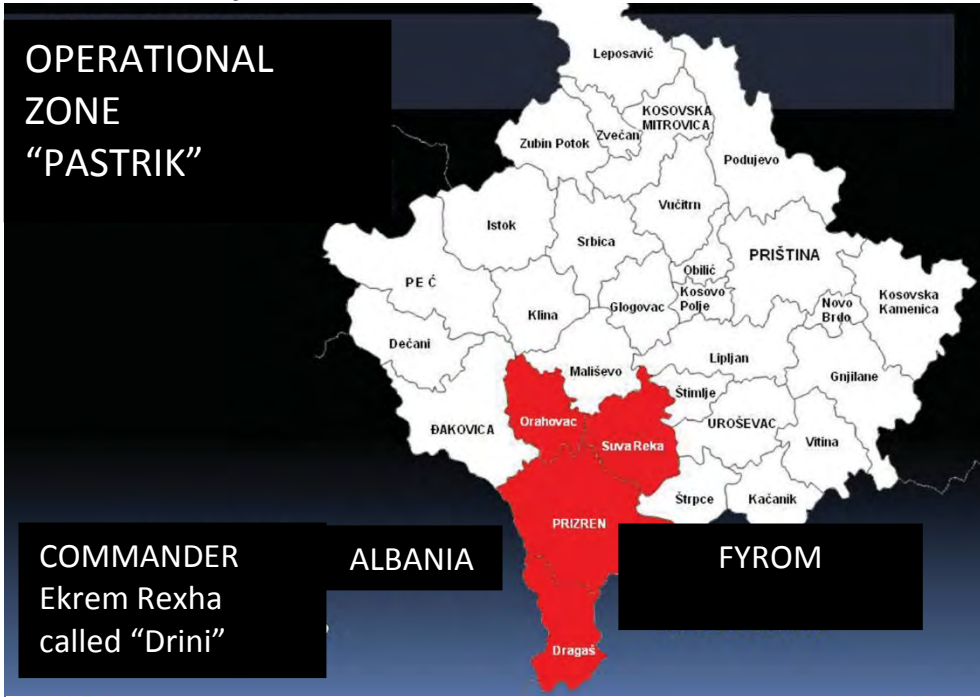 OPERATIONAL
ZONE
“PASTRIK”
Leposavić
KOSOVSKA
MITROVICA
Zvečan
Zubin Potok
Podujevo
Vučitrn
Istok
Srbica
PRIŠTINA
Obilić
PEĆ
Kosovo
Polje
Kosovska
Kamenica
Novo
Brdo
Klina
Glogovac
Dečani
Lipljan
Mališevo
Gnjilane
Štimlje
Orahovac
ĐAKOVICA
UROŠEVAC
Suva Reka
Vitina
Štrpce
Kačanik
PRIZREN
COMMANDER
Ekrem Rexha
called “Drini”
ALBANIA
FYROM
Dragaš